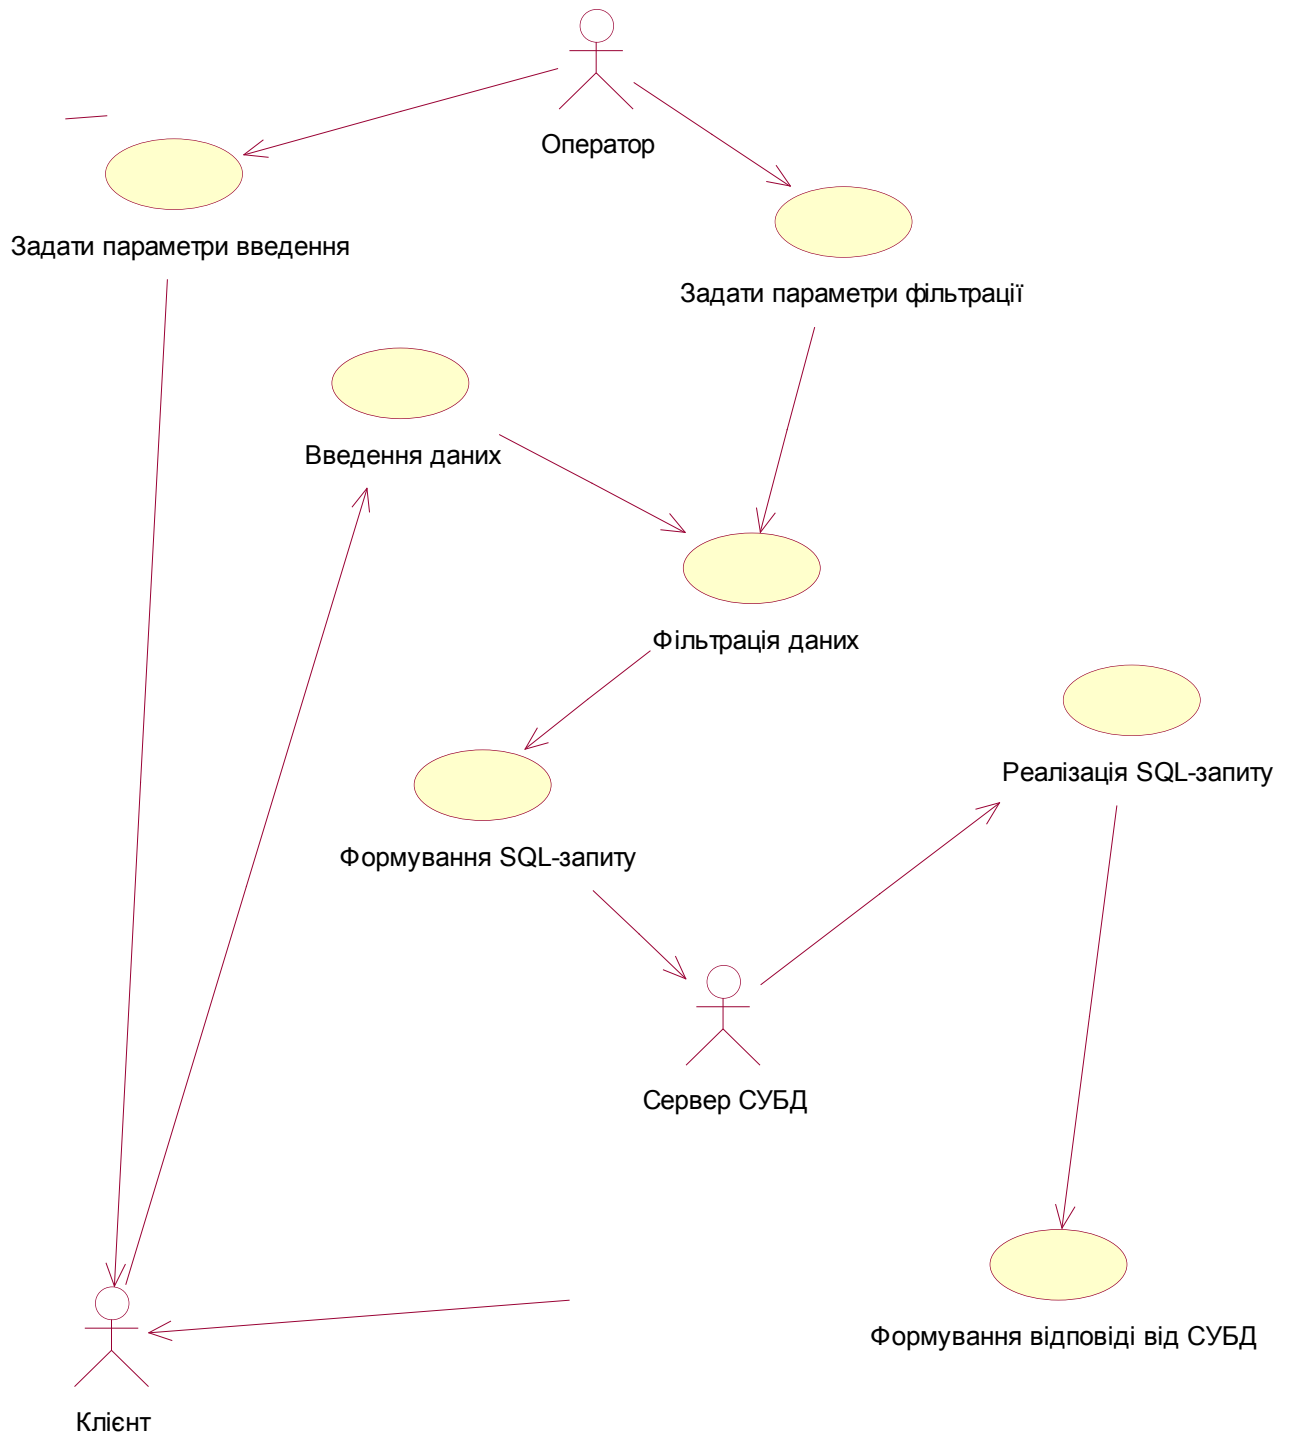 Оператор
Задати параметри введення
Задати параметри фільтрації
Введення даних
Фільтрація даних
Реалізація SQL-запиту
Формування SQL-запиту
Сервер СУБД
Формування відповіді від СУБД
Клієнт